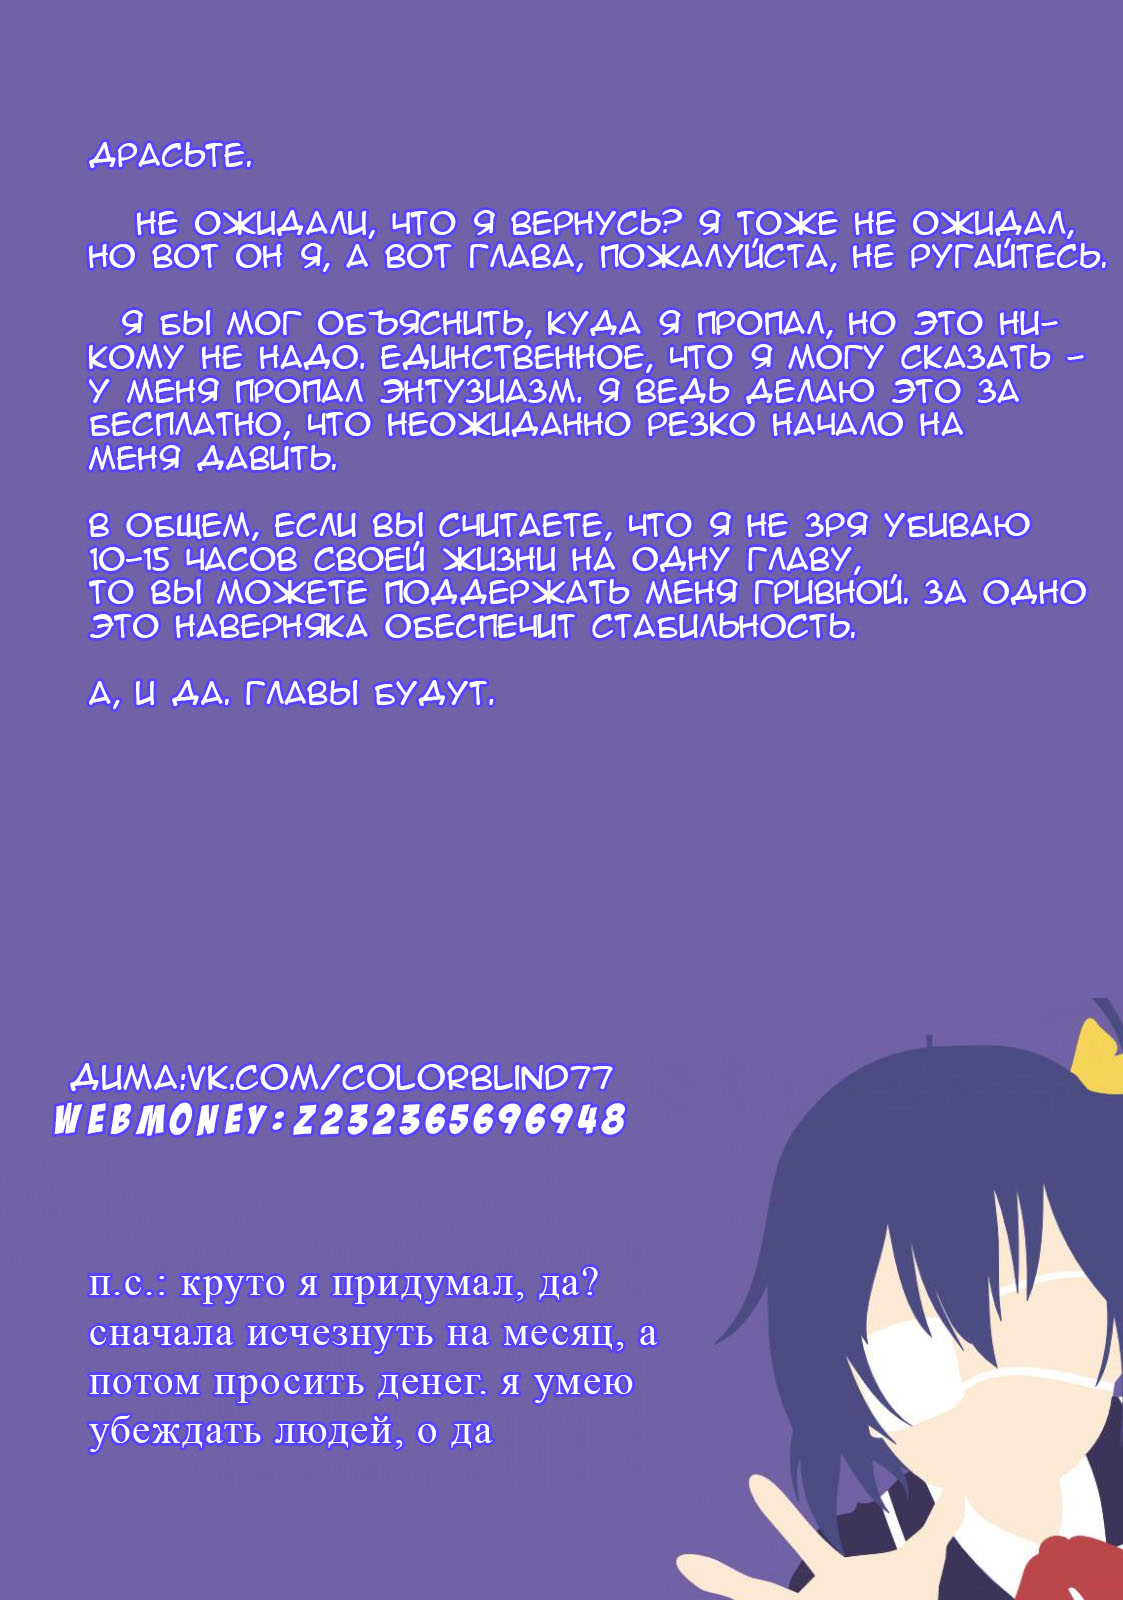 ДРАСЬТЕ.
НЕ ОЖИДАЛИ, ЧТО Я ВЕРНУСЬ? Я ТОЖЕ НЕ ОЖИДАЛ,
НО ВОТ ОН Я, А ВОТ ГЛАВА, ПОЖАЛУЙСТА, НЕ РУГАЙТЕСЬ.
Я БЫ МОГ ОБЪЯСНИТЬ, КУДА Я ПРОПАЛ, НО ЭТО НИ-
КОМУ НЕ НАДО. ЕДИНСТВЕННОЕ, ЧТО Я МОГУ СКАЗАТЬ -
У МЕНЯ ПРОПАЛ ЭНТУЗИАЗМ. Я ВЕДЬ ДЕЛАЮ ЭТО ЗА
БЕСПЛАТНО, ЧТО НЕОЖИДАННО РЕЗКО НАЧАЛО НА
МЕНЯ ДАВИТЬ.
В ОБЩЕМ, ЕСЛИ ВЫ СЧИТАЕТЕ, ЧТО Я НЕ ЗРЯ УБИВАЮ
10-15 ЧАСОВ СВОЕЙ ЖИЗНИ НА ОДНУ ГЛАВУ,
ТО ВЫ МОЖЕТЕ ПОДДЕРЖАТЬ МЕНЯ ГРИВНОЙ. ЗА ОДНО
ЭТО НАВЕРНЯКА ОБЕСПЕЧИТ СТАБИЛЬНОСТЬ.
А, И ДА. ГЛАВЫ БУДУТ.
ДИМА:VK.COM/COLORBLIND77
WEBMONEY: Z232365696948
п.с.: круто я придумал, да?
сначала исчезнуть на месяц, а
потом просить денег. я умею
убеждать людей, о да